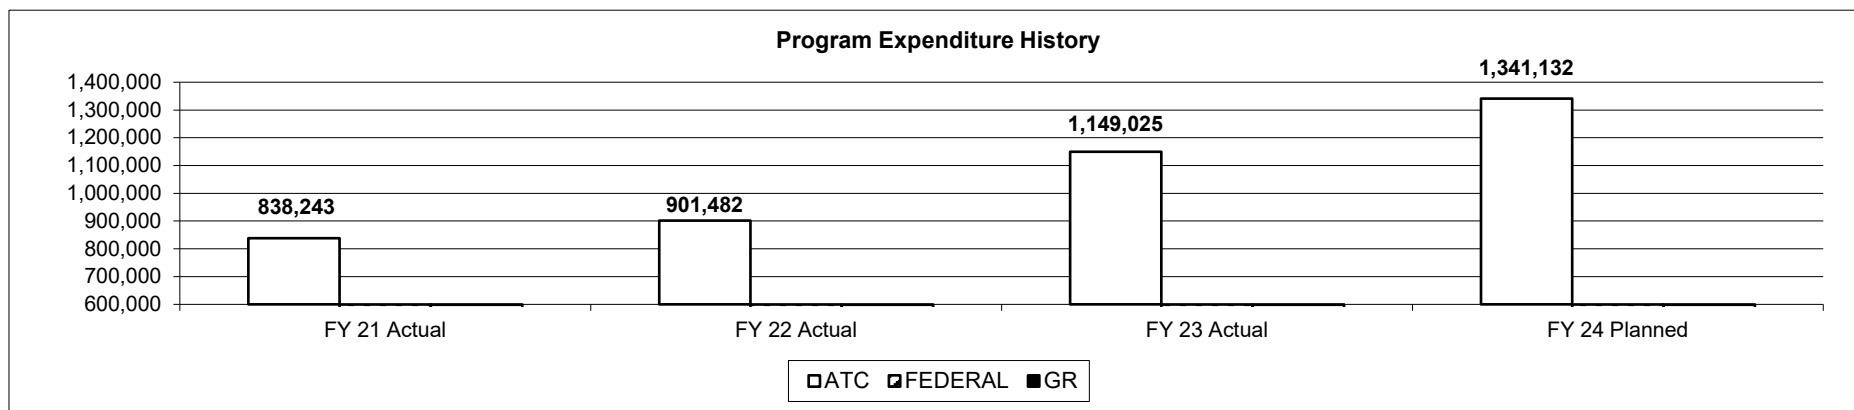 Program Expenditure History
1,400,000
1,300,000
1,200,000
1,100,000
1,000,000
900,000
800,000
700,000
600,000
838,243
901,482
1,149,025
1,341,132
FY 21 Actual
FY 22 Actual
FY 23 Actual
FY 24 Planned
ATC FEDERAL GR